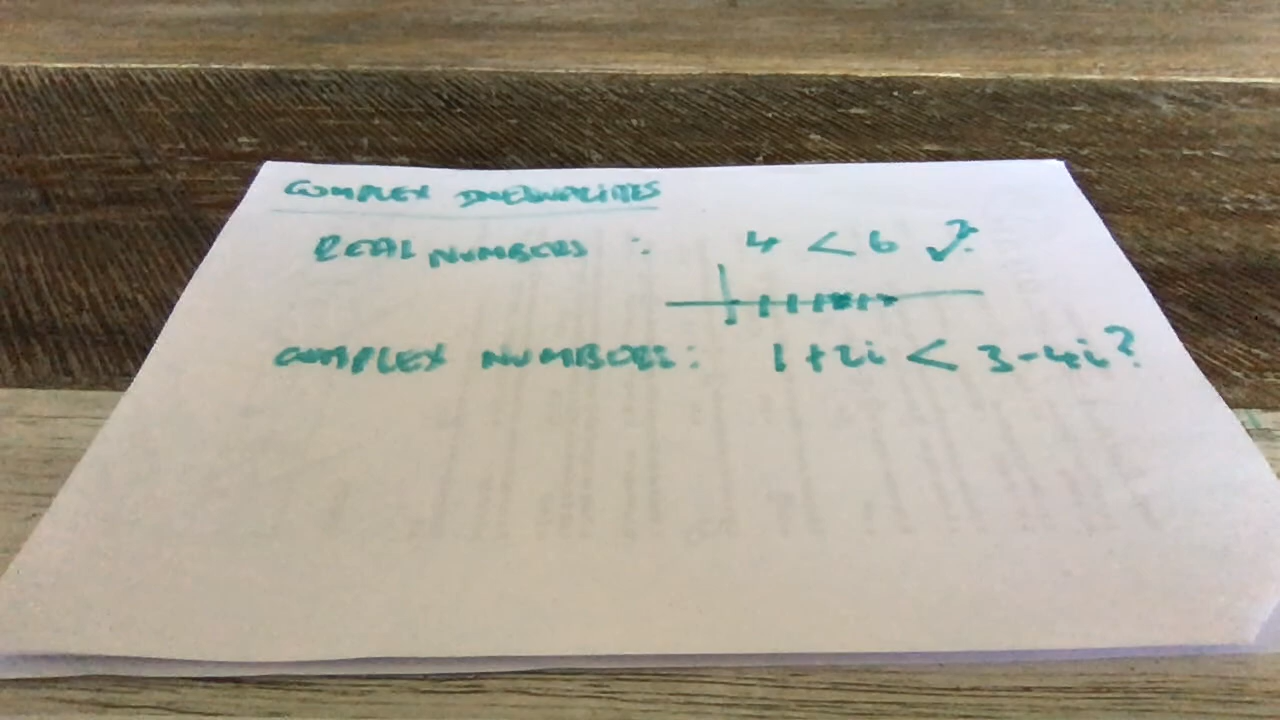 COMPLEX INEQUALITIES
REAL NUMBERS : 4 < 6 ✓?
COMPLEX NUMBERS: 1+2i < 3-4i?